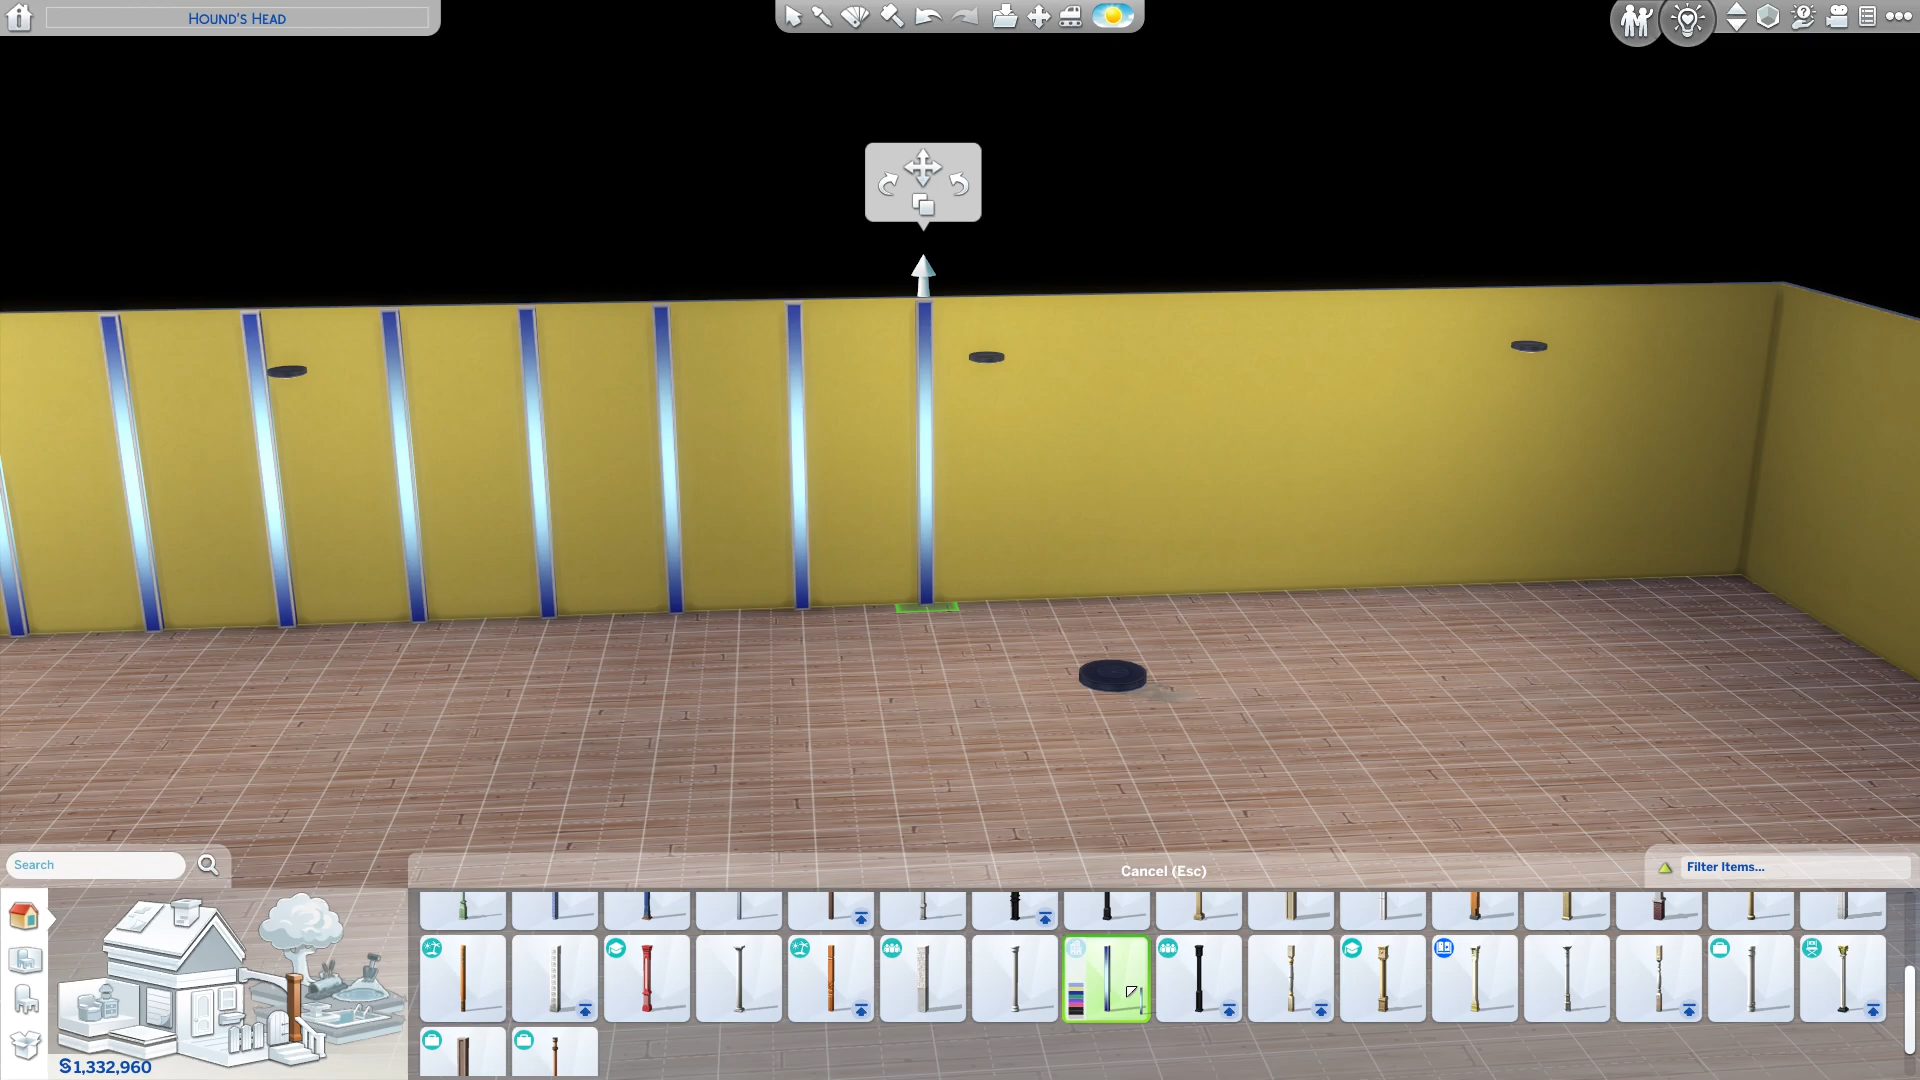 Hound's Head
Search
Cancel (Esc)
Filter Items...
§1,332,960